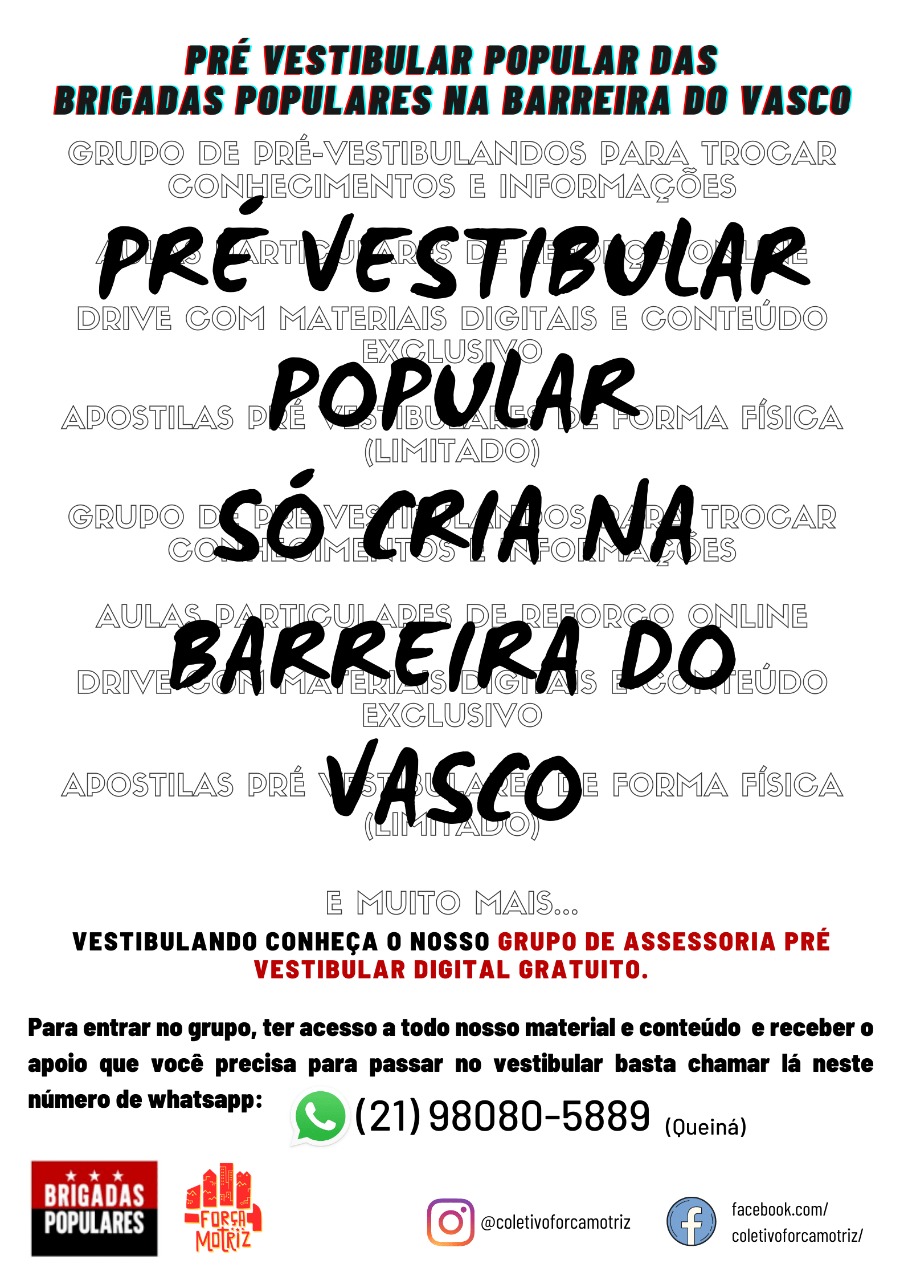 PRÉ VESTIBULAR POPULAR DAS
BRIGADAS POPULARES NA BARREIRA DO VASCO
GRUPO DE PRÉ-VESTIBULANDOS PARA TROCAR
CONHECIMENTOS E INFORMAÇÕES
PRÉ VESTIBULAR
AULAS PARTICULARES DE REFORÇO ONLINE
DRIVE COM MATERIAIS DIGITAIS E CONTEÚDO
EXCLUSIVO
POPULAR
APOSTILAS PRÉ VESTIBULARES DE FORMA FÍSICA
(LIMITADO)
SÓ CRIA NA
GRUPO DE PRÉ-VESTIBULANDOS PARA TROCAR
CONHECIMENTOS E INFORMAÇÕES
AULAS PARTICULARES DE REFORÇO ONLINE
BARREIRA DO
DRIVE COM MATERIAIS DIGITAIS E CONTEÚDO
EXCLUSIVO
VASCO
APOSTILAS PRÉ VESTIBULARES DE FORMA FÍSICA
(LIMITADO)
E MUITO MAIS...
VESTIBULANDO CONHEÇA O NOSSO GRUPO DE ASSESSORIA PRÉ
VESTIBULAR DIGITAL GRATUITO.
Para entrar no grupo, ter acesso a todo nosso material e conteúdo e receber o
apoio que você precisa para passar no vestibular basta chamar lá neste
número de whatsapp:
(21) 98080-5889 (Queiná)
BRIGADAS
POPULARES
FORÇA
MOTRIZ
@coletivoforcamotriz
facebook.com/
coletivoforcamotriz/